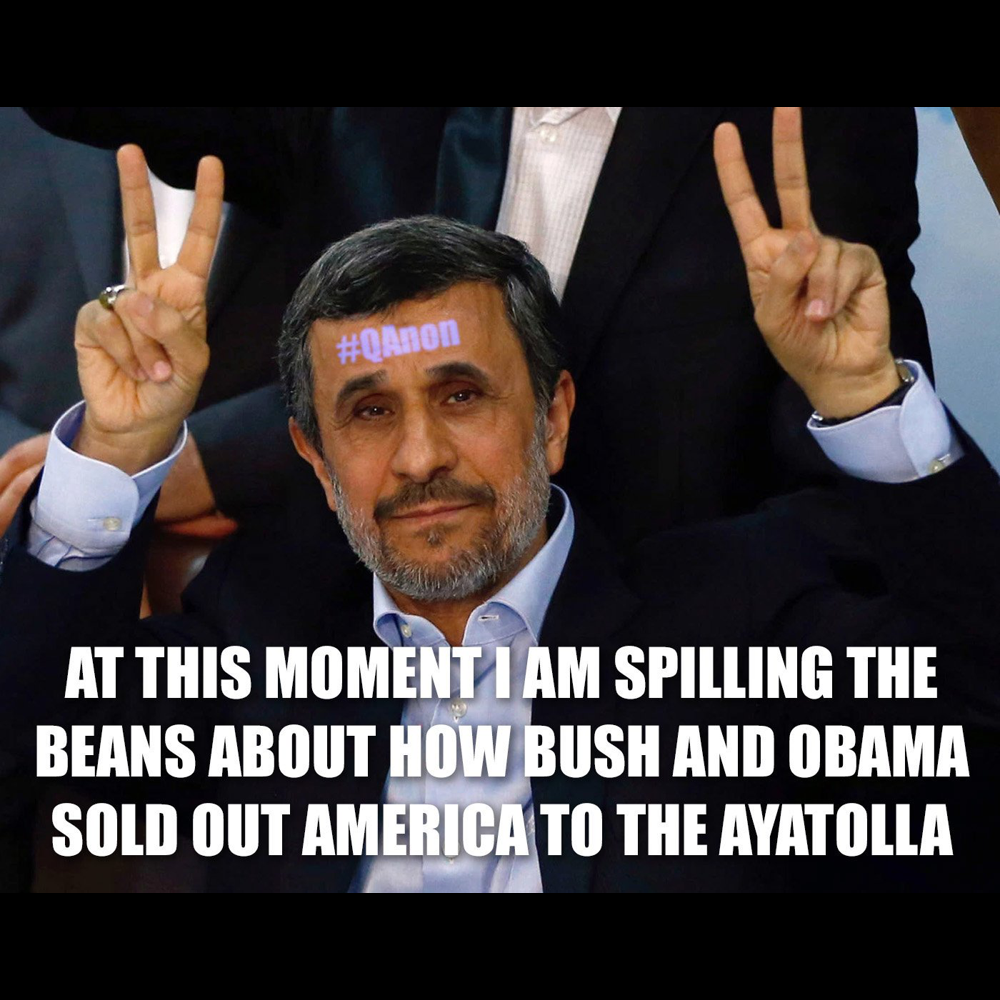 #QAnon
AT THIS MOMENT I AM SPILLING THE
BEANS ABOUT HOW BUSH AND OBAMA
SOLD OUT AMERICA TO THE AYATOLLA